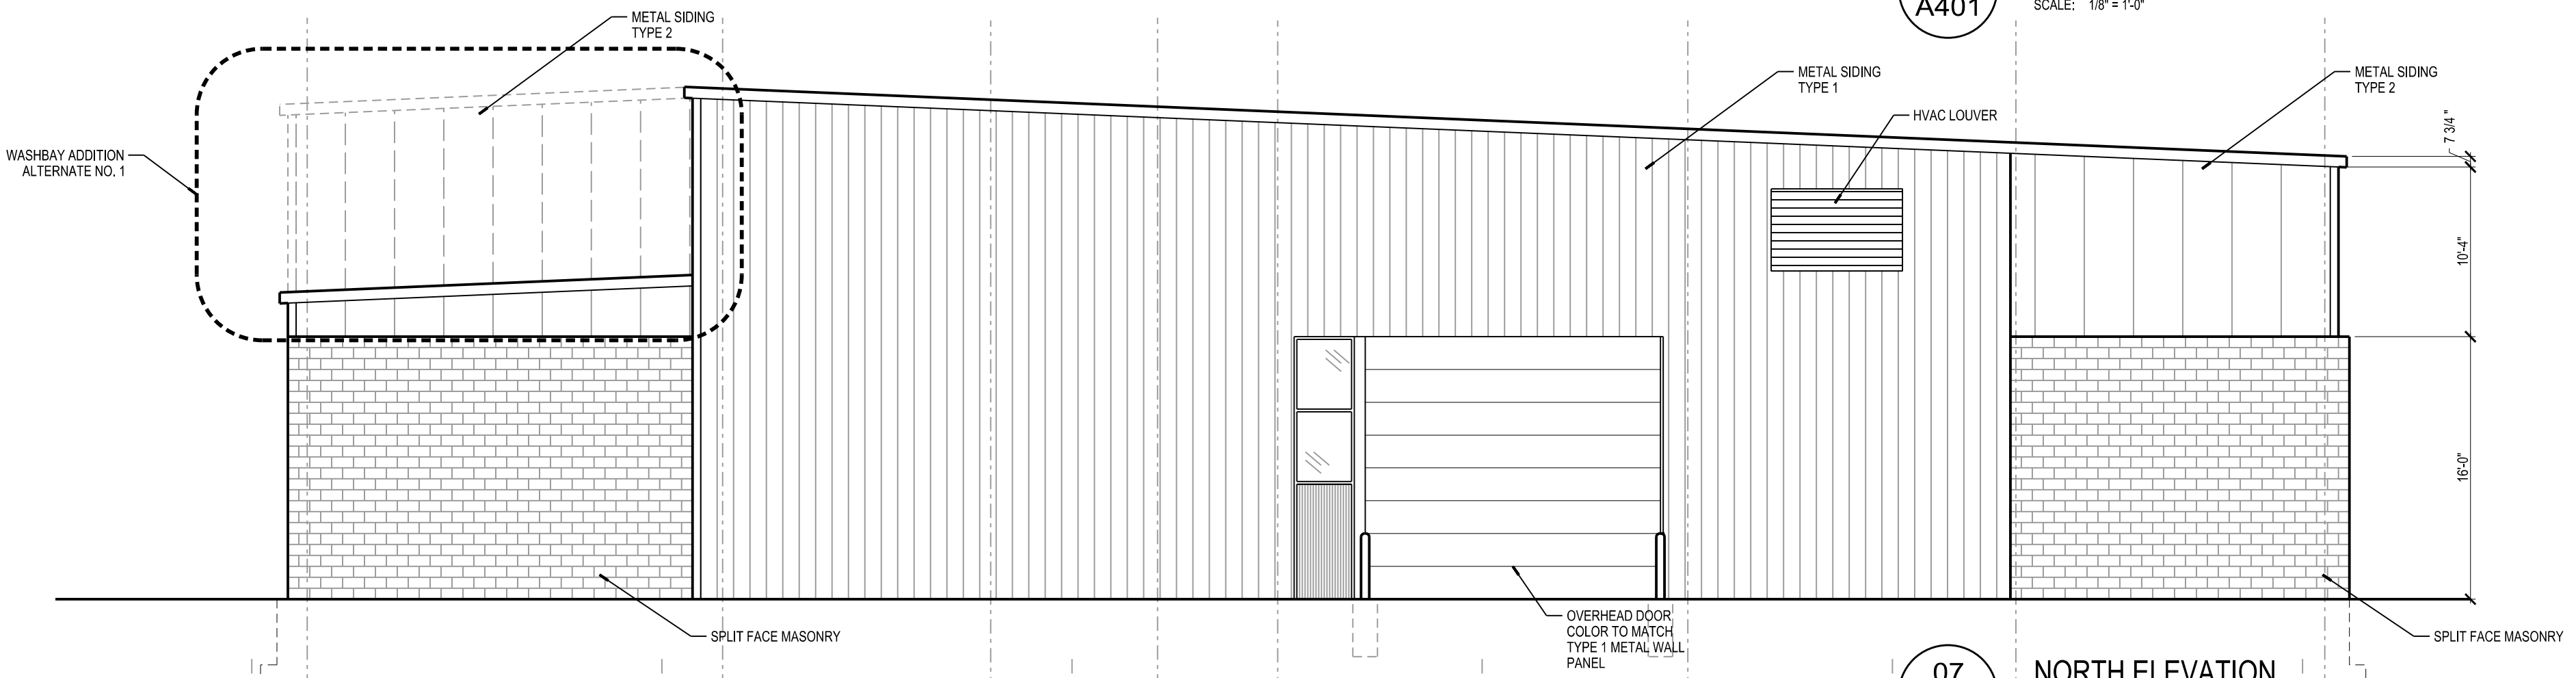 A401
SCALE: 1/8" = 1'-0"
METAL SIDING
TYPE 2
METAL SIDING
TYPE 1
METAL SIDING
TYPE 2
HVAC LOUVER
7 3/4 "
WASHBAY ADDITION
ALTERNATE NO. 1
10'-4"
16'-0"
OVERHEAD DOOR
COLOR TO MATCH
TYPE 1 METAL WALL
PANEL
SPLIT FACE MASONRY
SPLIT FACE MASONRY
07
NORTH ELEVATION